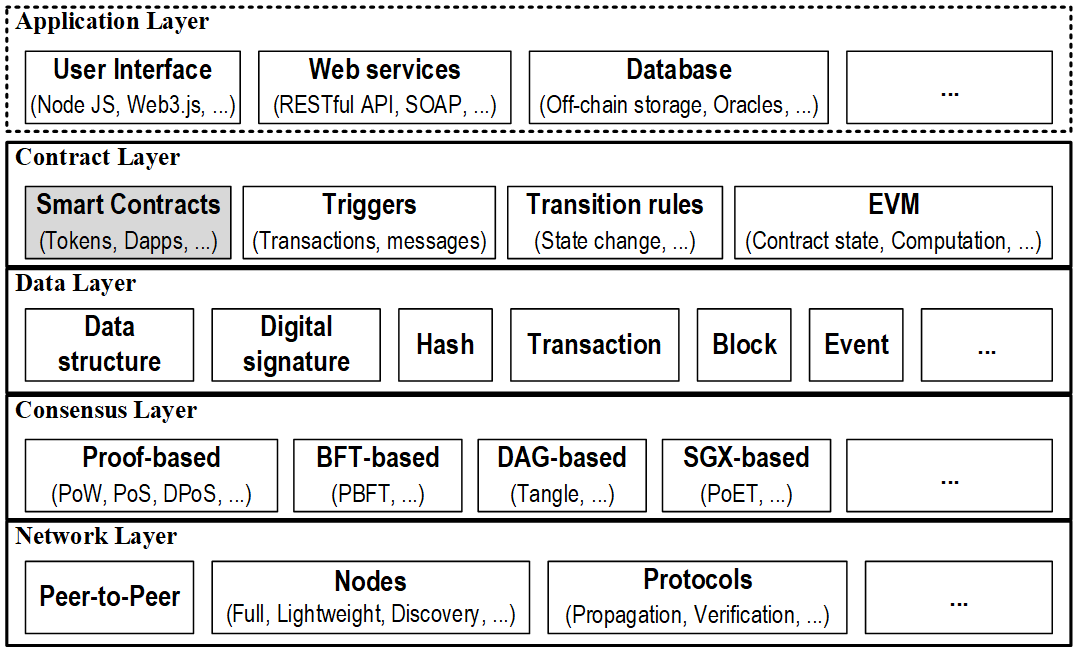 Application Layer
User Interface
(Node JS, Web3.js, ...)
Web services
(RESTful API, SOAP, ...)
Database
(Off-chain storage, Oracles, ...)
...
Contract Layer
Smart Contracts
(Tokens, Dapps, ...)
Triggers
(Transactions, messages)
Transition rules
(State change, ...)
EVM
(Contract state, Computation, ...)
Data Layer
Data
structure
Digital
signature
Hash
Transaction
Block
Event
...
Consensus Layer
Proof-based
(PoW, PoS, DPoS, ...)
BFT-based
(PBFT, ...)
DAG-based
(Tangle, ...)
SGX-based
(PoET, ...)
...
Network Layer
Peer-to-Peer
Nodes
(Full, Lightweight, Discovery, ...)
Protocols
(Propagation, Verification, ...)
...